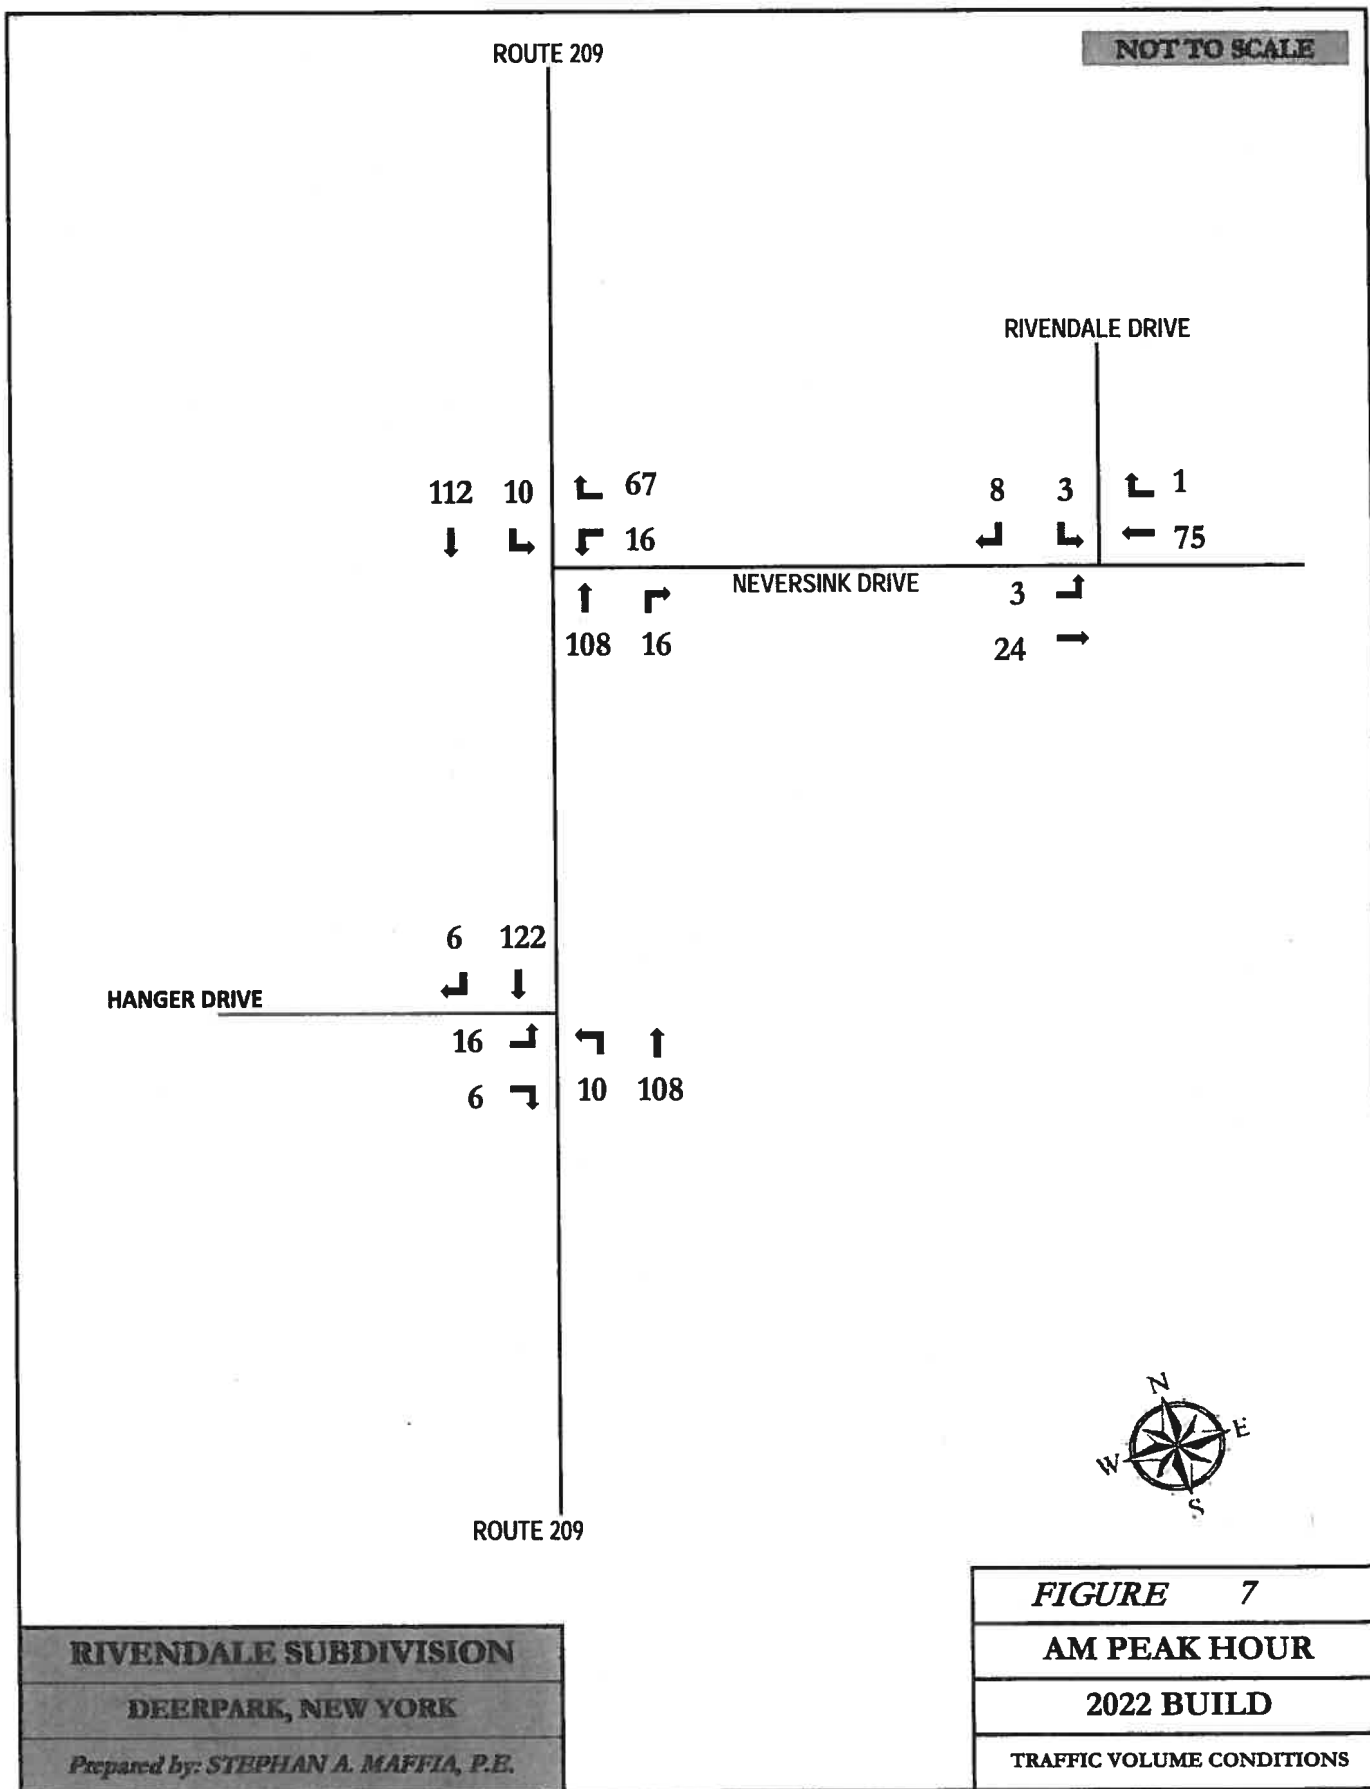 ROUTE 209
NOT TO SCALE
RIVENDALE DRIVE
112 10 67
16
8 3 1
75
NEVERSINK DRIVE
108 16
3
24
6 122
HANGER DRIVE
16
6
10 108
N
E
W
S
ROUTE 209
FIGURE 7
AM PEAK HOUR
2022 BUILD
TRAFFIC VOLUME CONDITIONS
RIVENDALE SUBDIVISION
DEERPARK, NEW YORK
Prepared by: STEPHAN A. MAFFIA, P.E.